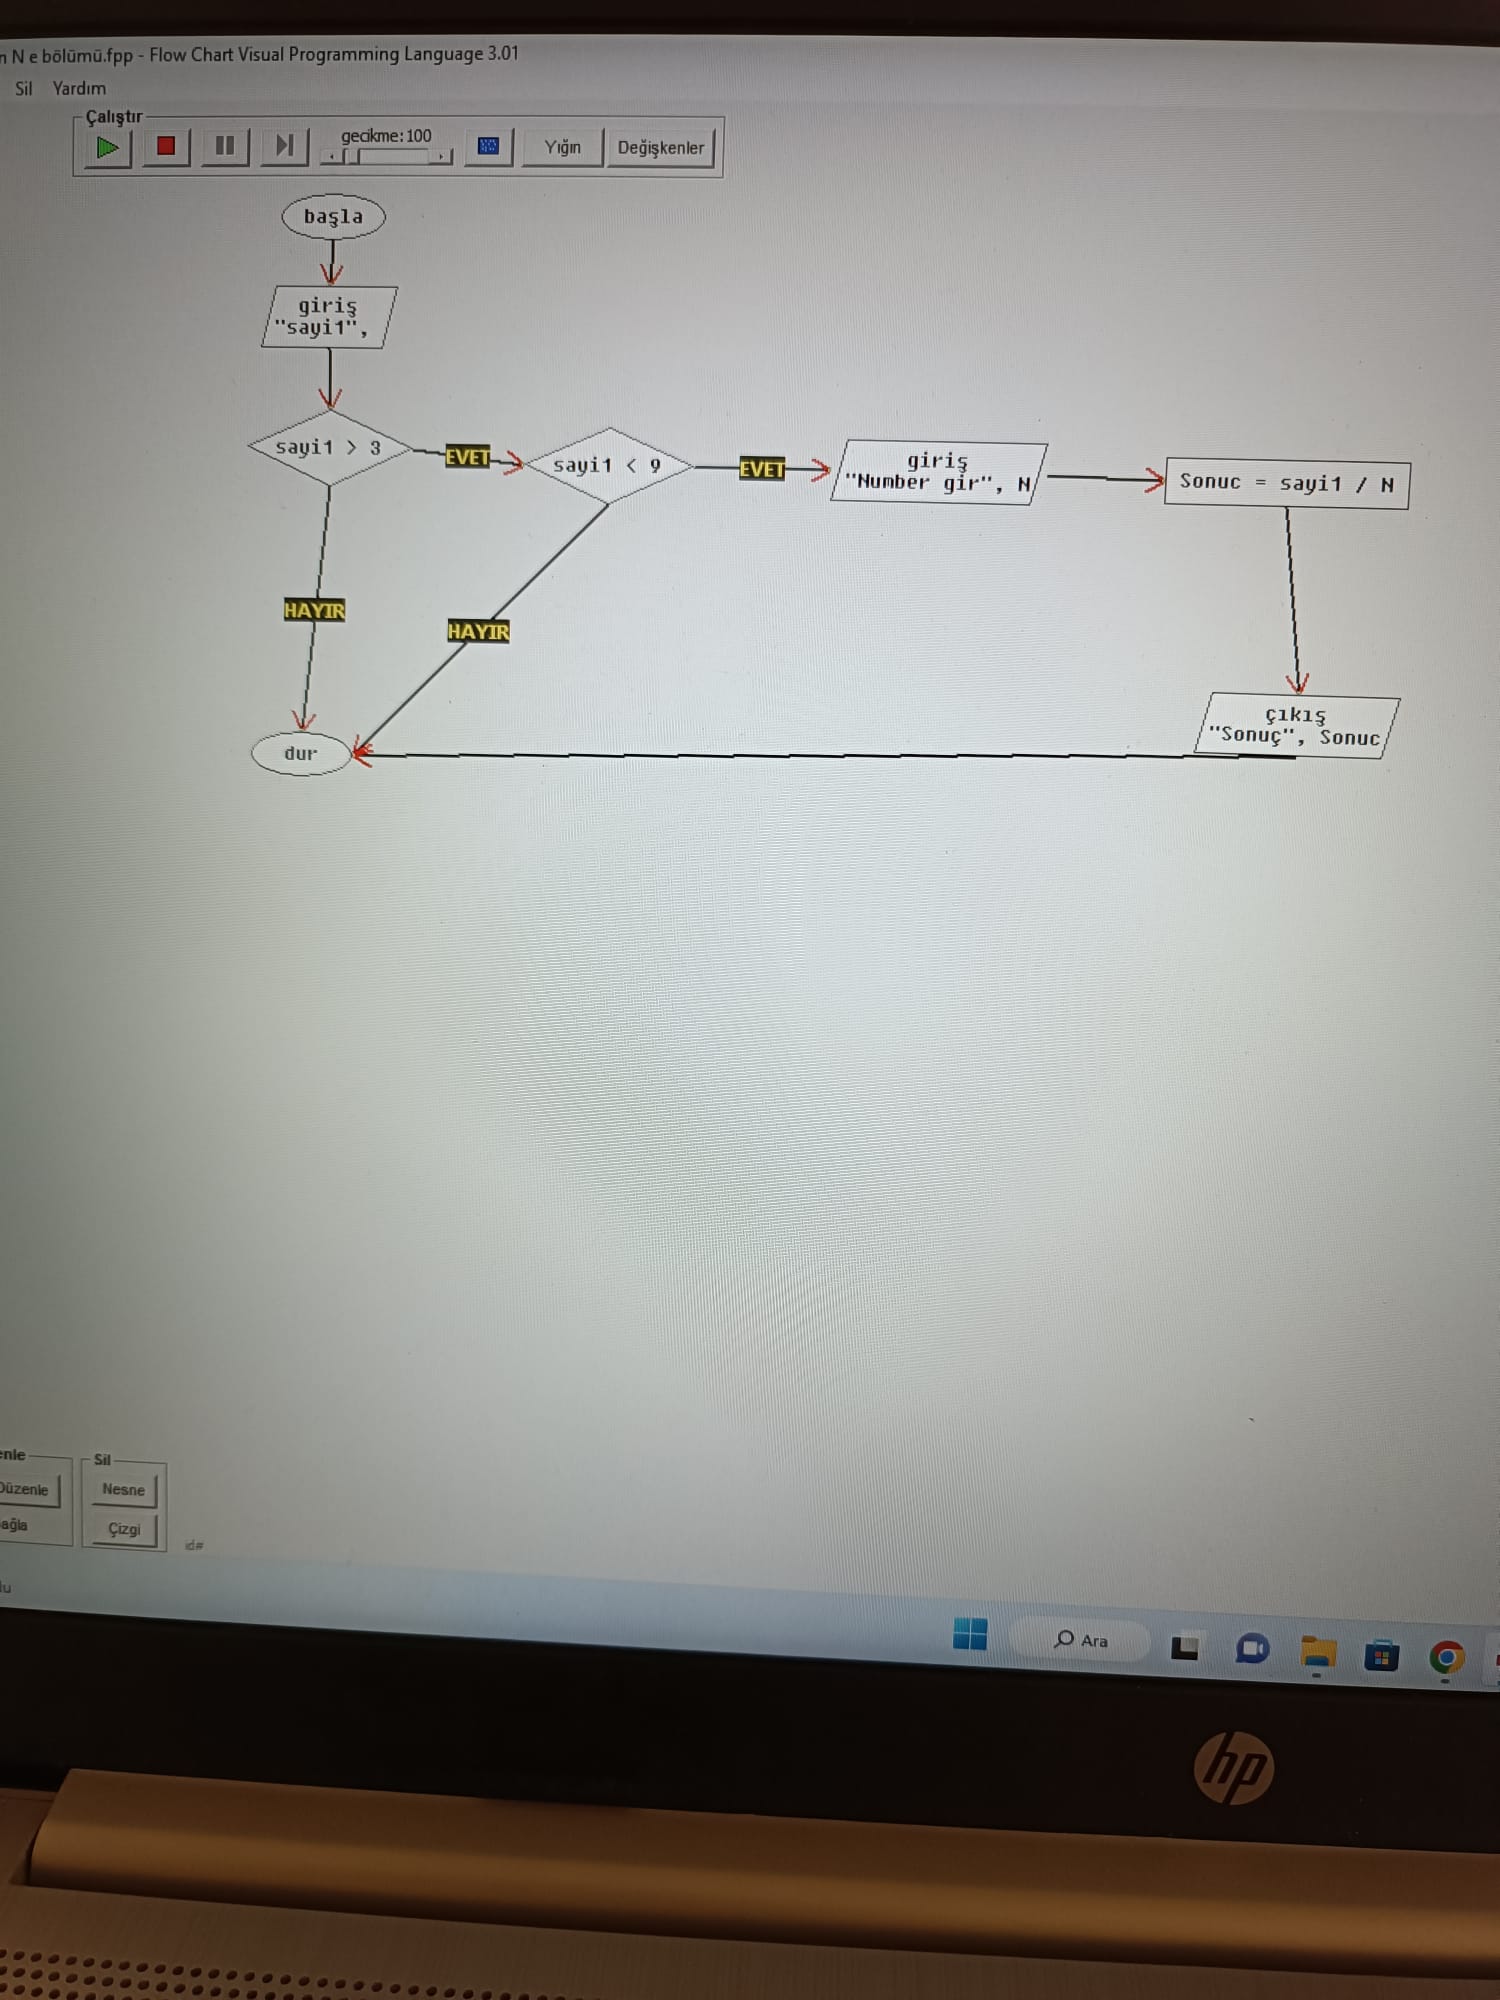 n N e bölümü.fpp - Flow Chart Visual Programming Language 3.01
Sil Yardım
Çalıştır
gecikme:100
Yığın
Değişkenler
başla
giriş
"sayi1",
sayi1 > 3
EVET
sayi1 < 9
EVET
giriş
"Number gir", N
Sonuc = sayi1 / N
HAYIR
HAYIR
çıkış
"Sonuç", Sonuc
dur
enle
Sil
Düzenle
Nesne
ağla
Çizgi
id#
lu
Ara
hp